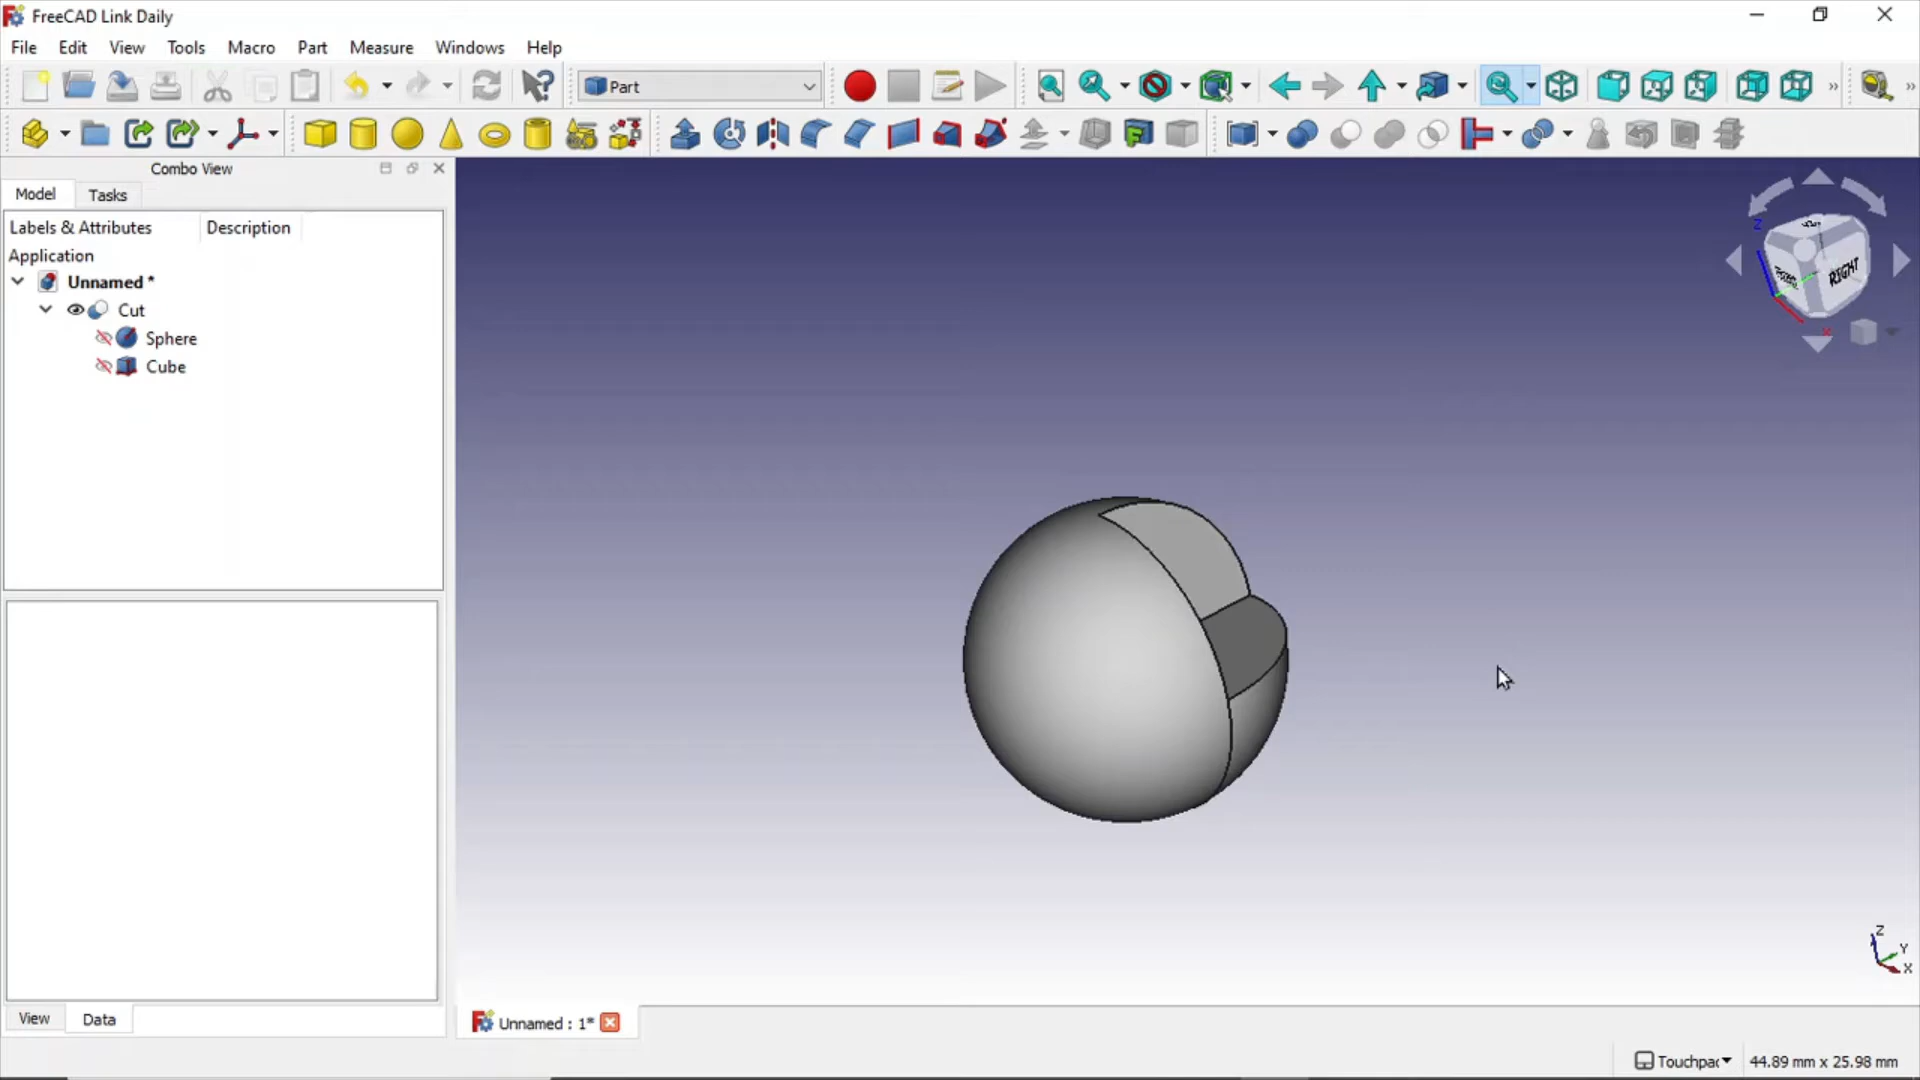 FreeCAD Link Daily
File Edit View Tools Macro Part Measure Windows Help
Part
Combo View
Model Tasks
Labels & Attributes Description
Application
Unnamed *
Cut
Sphere
Cube
Z
RIGHT
X
Z
Y
X
View Data
Unnamed : 1*
Touchpac 44.89 mm x 25.98 mm